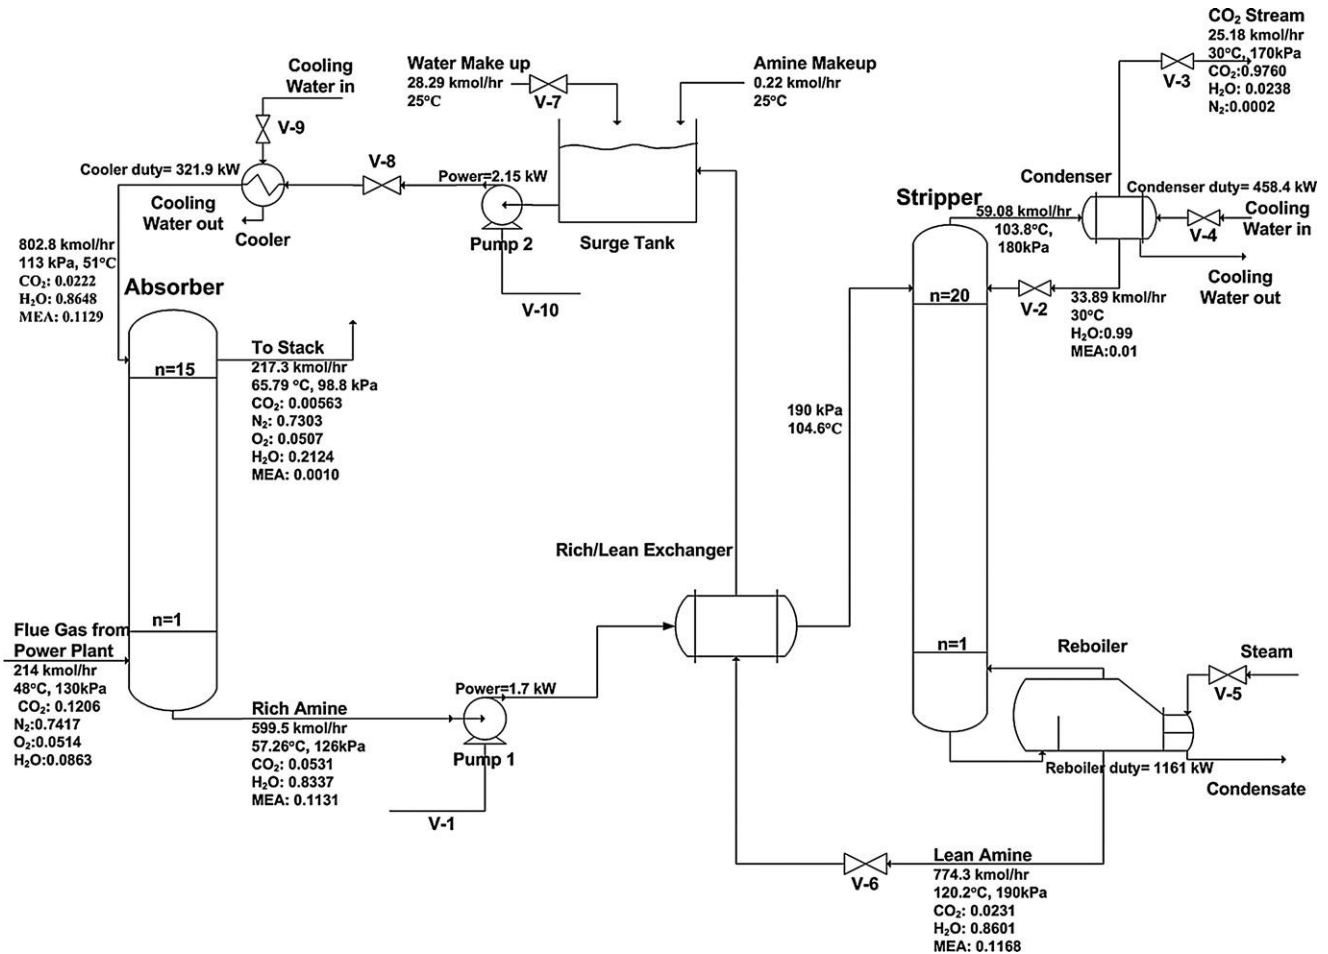 CO₂ Stream
25.18 kmol/hr
30°C, 170kPa
CO₂:0.9760
H₂O: 0.0238
N₂:0.0002
V-3
Cooling
Water in
V-9
Water Make up
28.29 kmol/hr
25°C
V-7
Amine Makeup
0.22 kmol/hr
25°C
Cooler duty= 321.9 kW
V-8
Power=2.15 kW
Cooling
Water out
Cooler
Pump 2
Surge Tank
V-10
Stripper
Condenser
Condenser duty= 458.4 kW
59.08 kmol/hr
103.8°C,
180kPa
V-4
Cooling
Water in
Cooling
Water out
n=20
V-2
33.89 kmol/hr
30°C
H₂O:0.99
MEA:0.01
802.8 kmol/hr
113 kPa, 51°C
CO₂: 0.0222
H₂O: 0.8648
MEA: 0.1129
Absorber
n=15
To Stack
217.3 kmol/hr
65.79 °C, 98.8 kPa
CO₂: 0.00563
N₂: 0.7303
O₂: 0.0507
H₂O: 0.2124
MEA: 0.0010
190 kPa
104.6°C
Rich/Lean Exchanger
n=1
Flue Gas from
Power Plant
214 kmol/hr
48°C, 130kPa
CO₂: 0.1206
N₂:0.7417
O₂:0.0514
H₂O:0.0863
Rich Amine
599.5 kmol/hr
57.26°C, 126kPa
CO₂: 0.0531
H₂O: 0.8337
MEA: 0.1131
Power=1.7 kW
Pump 1
V-1
n=1
Reboiler
Steam
V-5
Reboiler duty= 1161 kW
Condensate
V-6
Lean Amine
774.3 kmol/hr
120.2°C, 190kPa
CO₂: 0.0231
H₂O: 0.8601
MEA: 0.1168